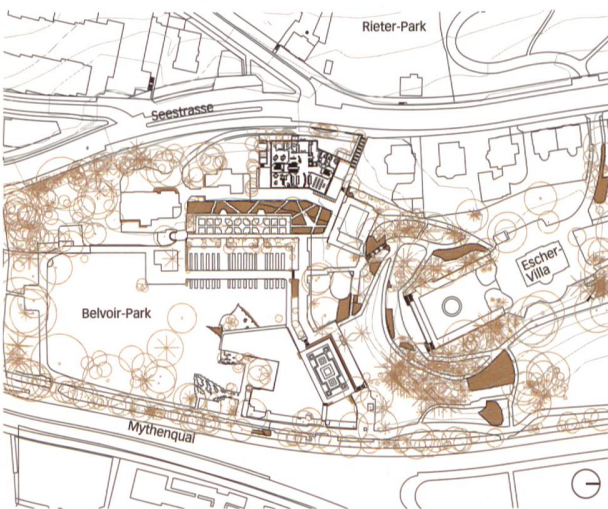 Rieter-Park
Seestrasse
Escher-
Villa
Belvoir-Park
Mythenquai